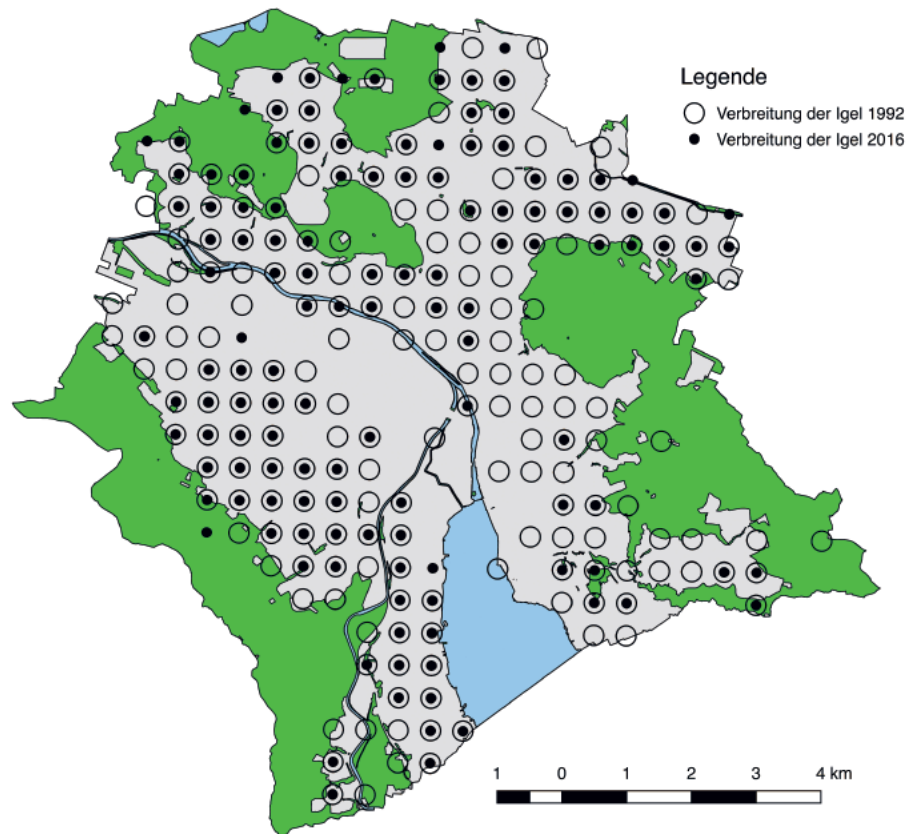 Legende
Verbreitung der Igel 1992
Verbreitung der Igel 2016
1 0 1 2 3 4 km